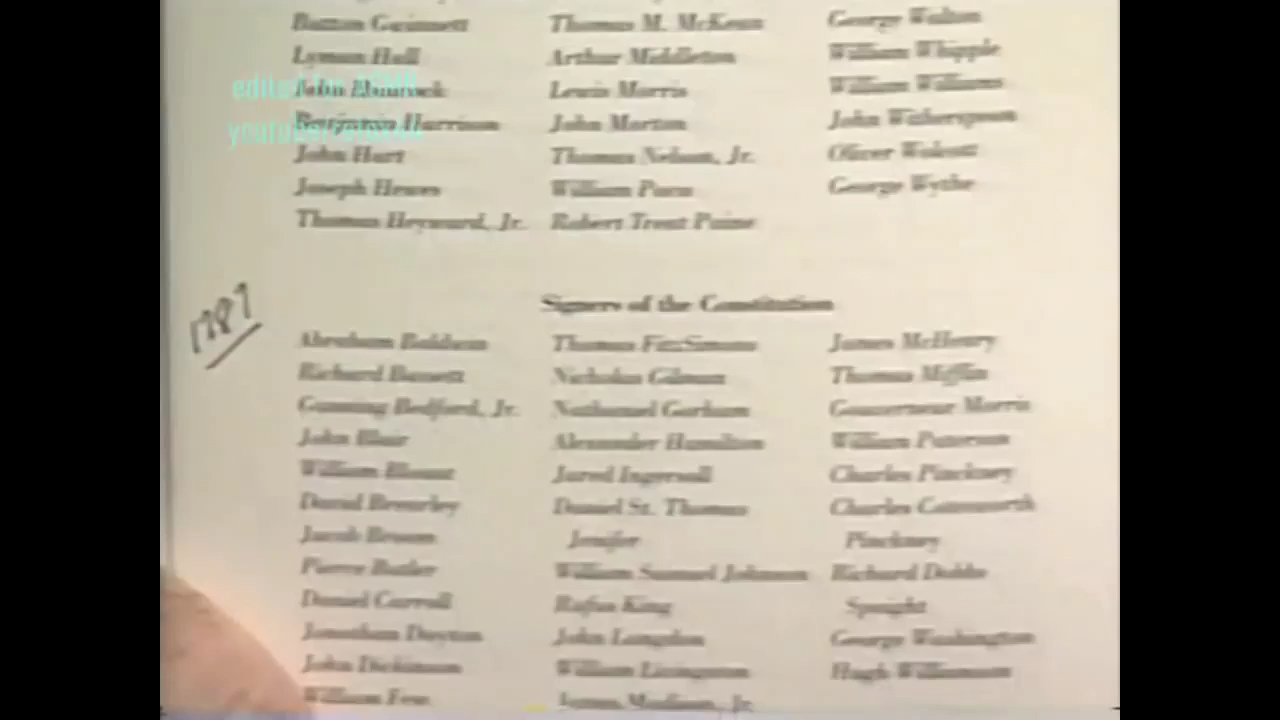 Button Gwinnett
Lyman Hall
John Hancock
Benjamin Harrison
John Hart
Joseph Hewes
Thomas Heyward, Jr.
Thomas M. McKean
Arthur Middleton
Lewis Morris
John Morton
Thomas Nelson, Jr.
William Paca
Robert Treat Paine
George Walton
William Whipple
William Williams
John Witherspoon
Oliver Wolcott
George Wythe
edited for
youtube
1787
Signers of the Constitution
Abraham Baldwin
Richard Bassett
Gunning Bedford, Jr.
John Blair
William Blount
David Brearley
Jacob Broom
Pierce Butler
Daniel Carroll
Jonathan Dayton
John Dickinson
William Few
Thomas FitzSimons
Nicholas Gilman
Nathaniel Gorham
Alexander Hamilton
Jared Ingersoll
Daniel St. Thomas
Jenifer
William Samuel Johnson
Rufus King
John Langdon
William Livingston
James Madison, Jr.
James McHenry
Thomas Mifflin
Gouverneur Morris
William Paterson
Charles Pinckney
Charles Cotesworth
Pinckney
Richard Dobbs
Spaight
George Washington
Hugh Williamson